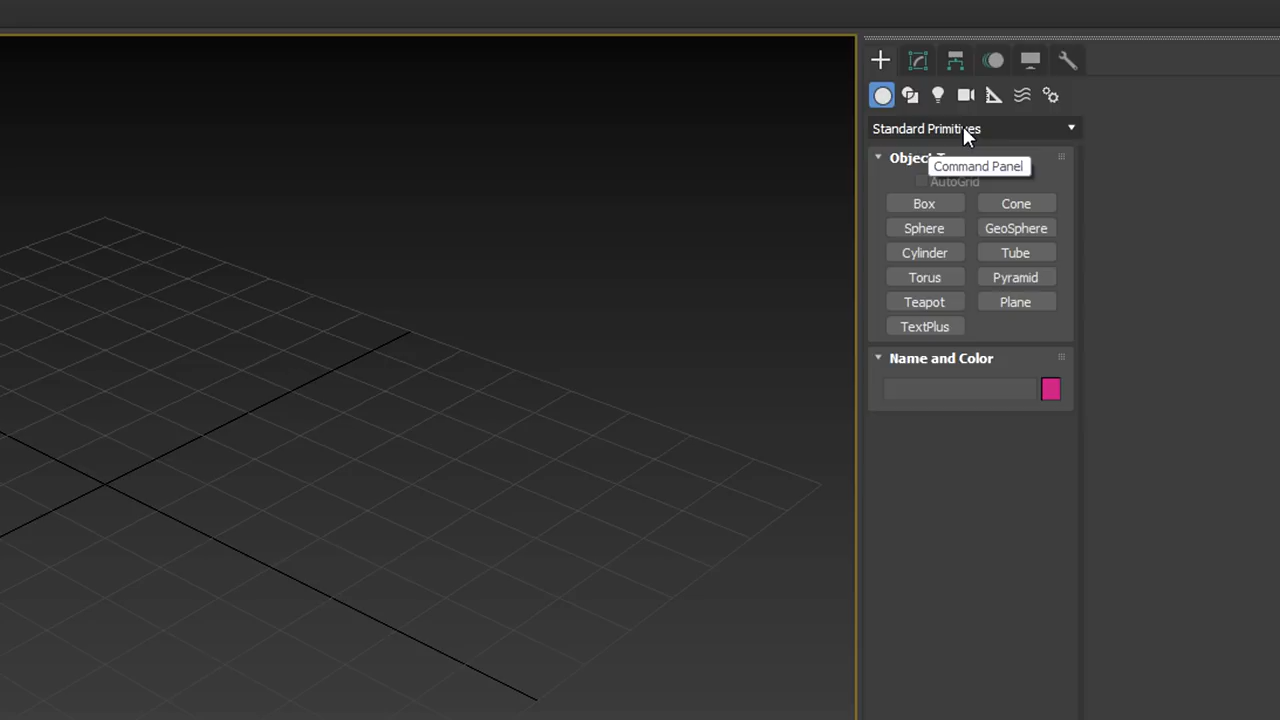 Standard Primitives
Object
Command Panel
AutoGrid
Box
Cone
Sphere
GeoSphere
Cylinder
Tube
Torus
Pyramid
Teapot
Plane
TextPlus
Name and Color